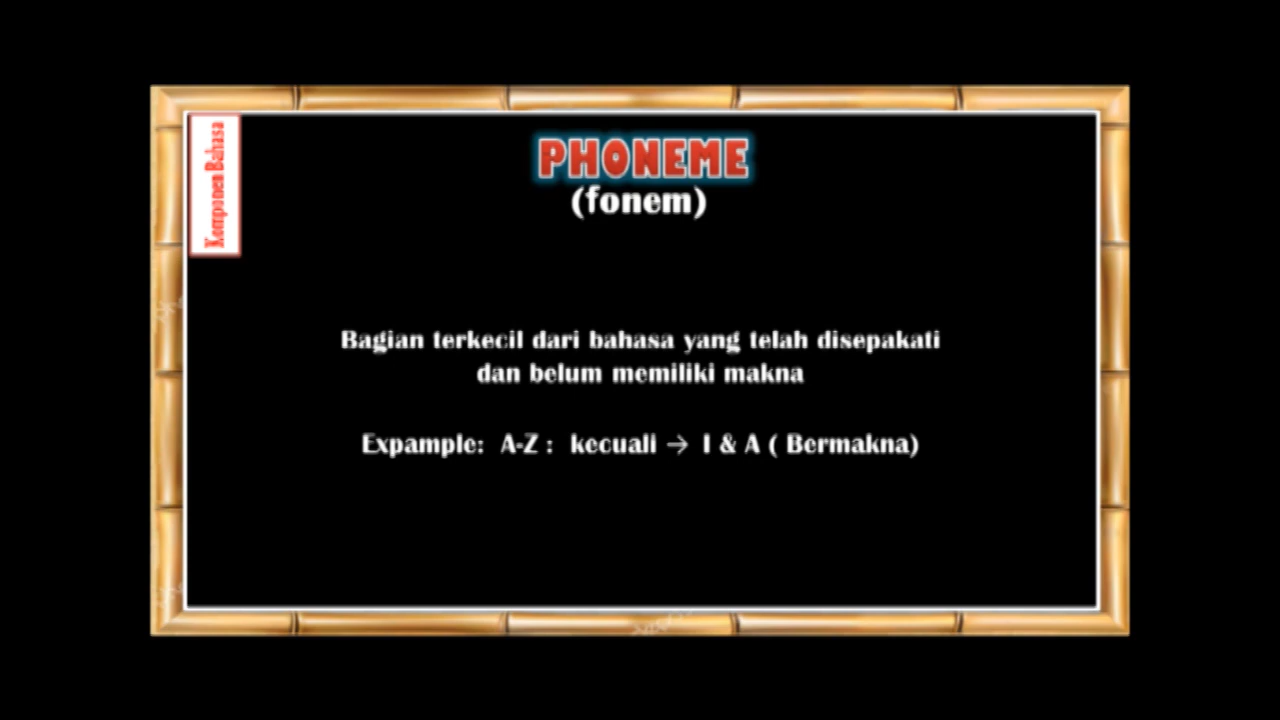 Komponen Bahasa
PHONEME
(fonem)
Bagian terkecil dari bahasa yang telah disepakati
dan belum memiliki makna
Expample: A-Z : kecuali → I & A ( Bermakna)